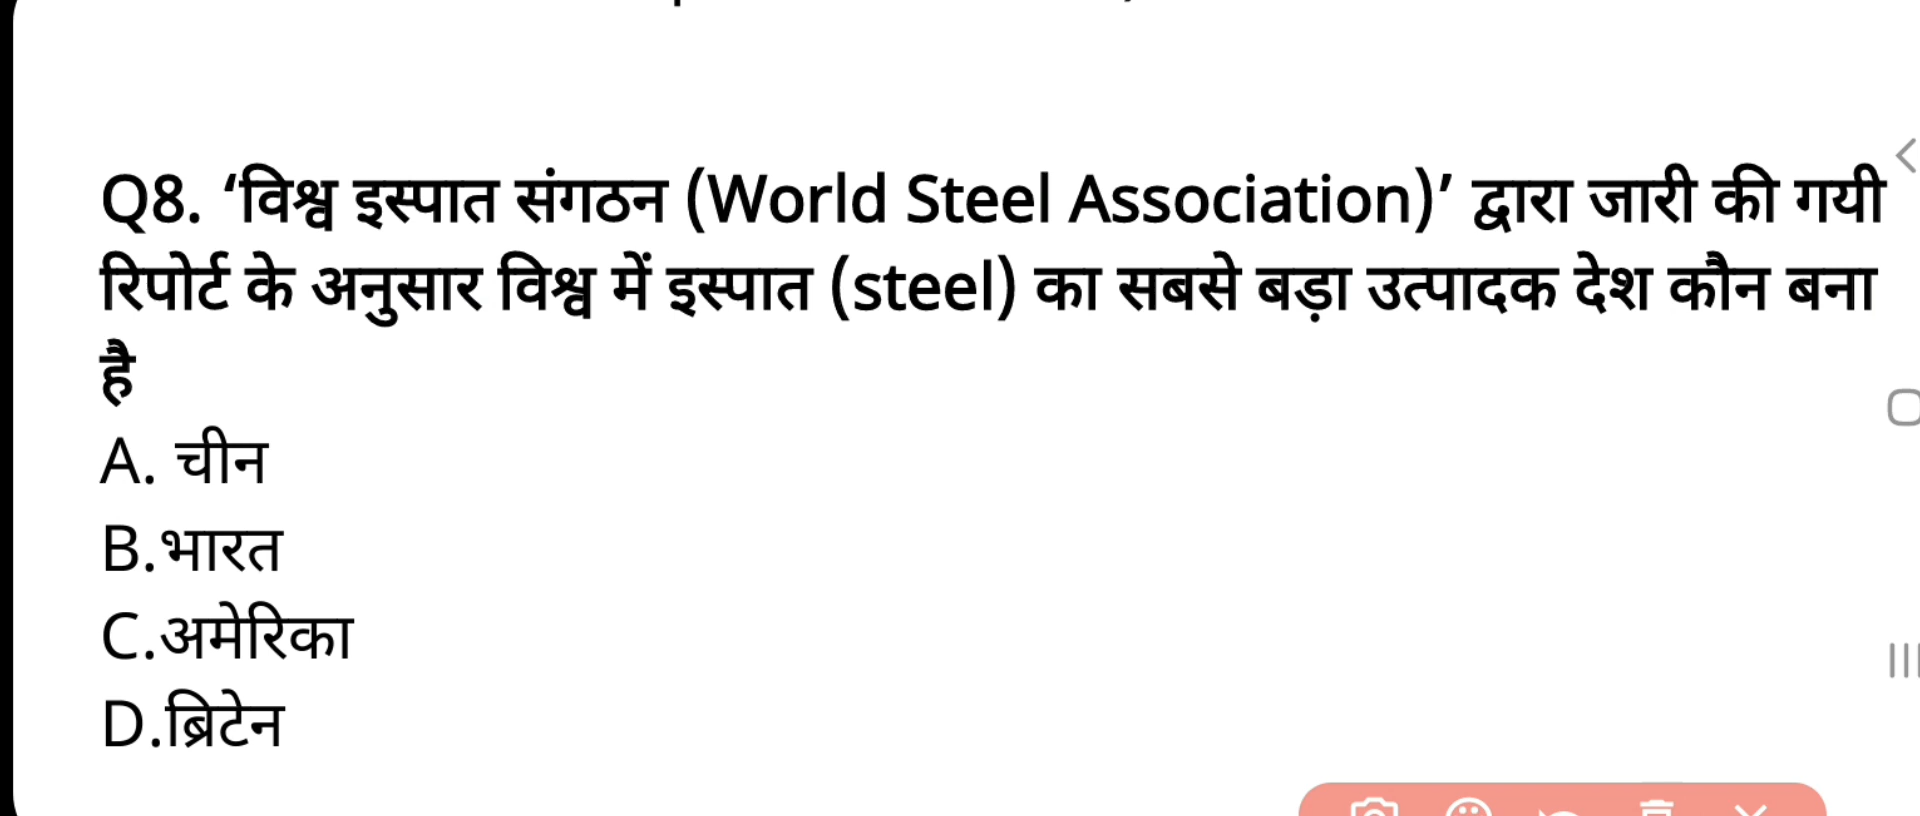 Q8. ‘विश्व इस्पात संगठन (World Steel Association)’ द्वारा जारी की गयी
रिपोर्ट के अनुसार विश्व में इस्पात (steel) का सबसे बड़ा उत्पादक देश कौन बना
है
A. चीन
B.भारत
C.अमेरिका
D.ब्रिटेन